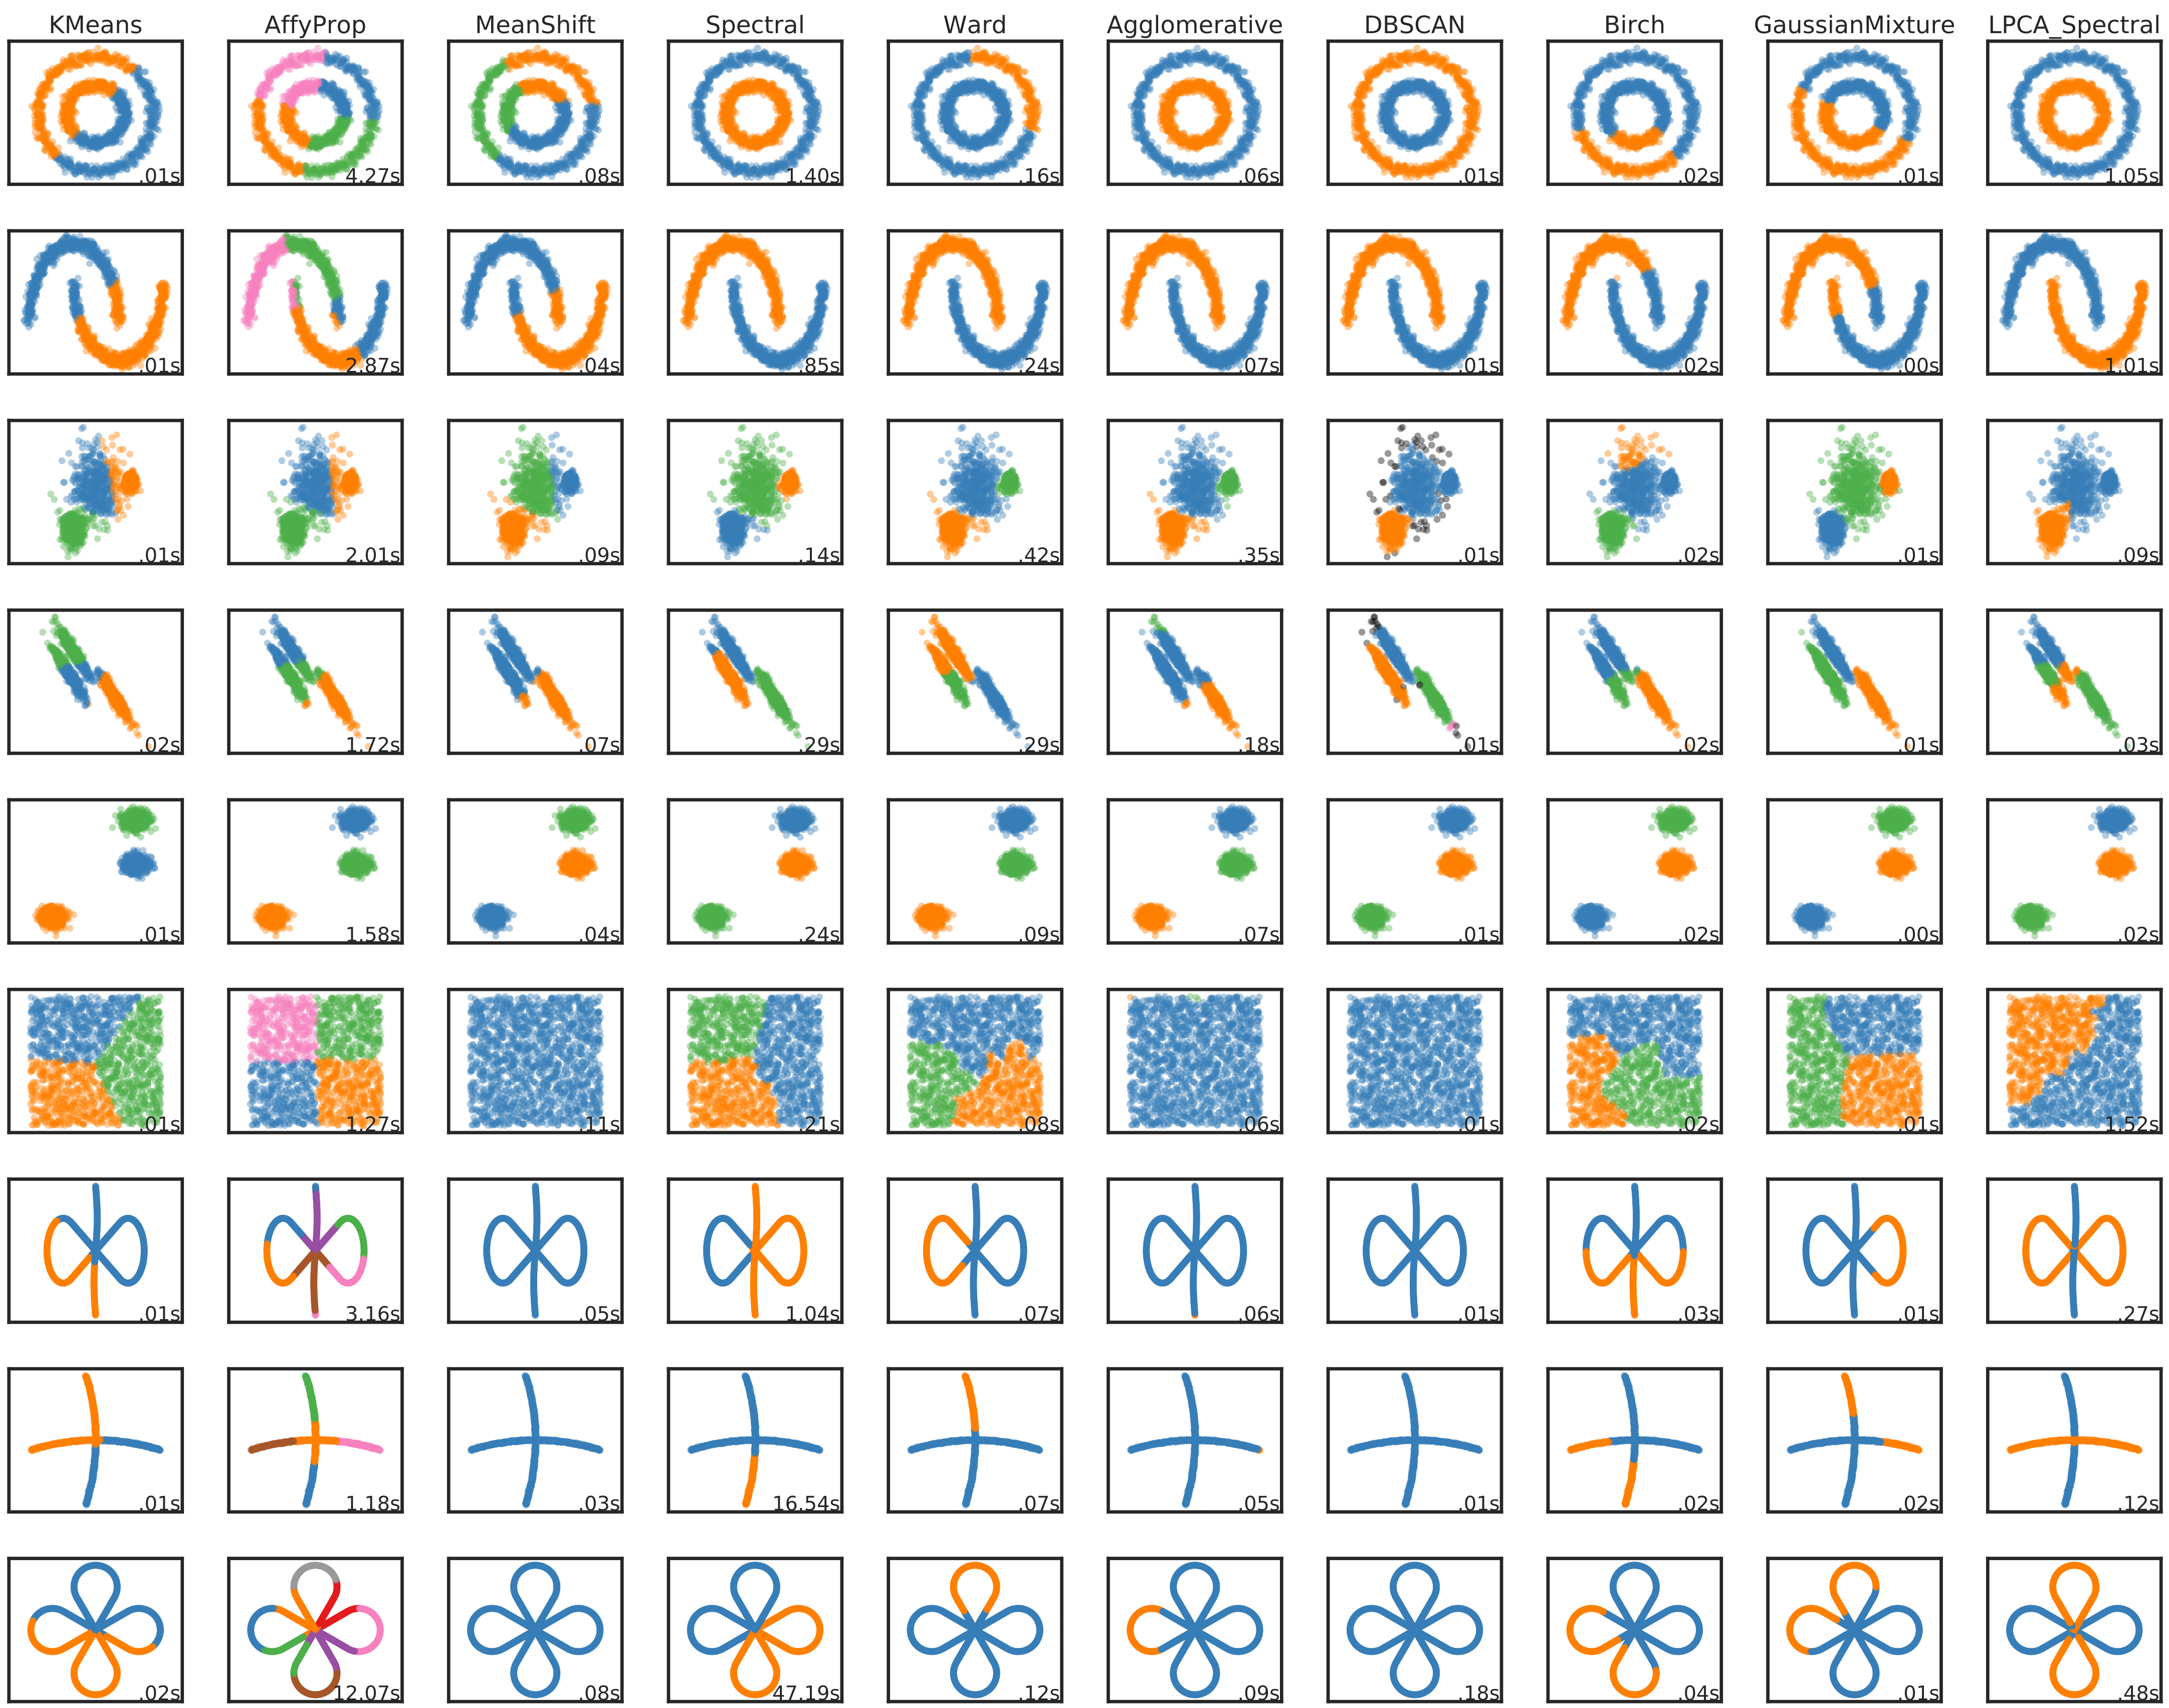 KMeans AffyProp MeanShift Spectral Ward Agglomerative DBSCAN Birch GaussianMixture LPCA_Spectral
.01s 4.27s .08s 1.40s .16s .06s .01s .02s .01s 1.05s
.01s 2.87s .04s .85s .24s .07s .01s .02s .00s 1.01s
.01s 2.01s .09s .14s .42s .35s .01s .02s .01s .09s
.02s 1.72s .07s .29s .29s .18s .01s .02s .01s .03s
.01s 1.58s .04s .24s .09s .07s .01s .02s .00s .02s
.01s 1.27s .11s .21s .08s .06s .01s .02s .01s 1.52s
.01s 3.16s .05s 1.04s .07s .06s .01s .03s .01s .27s
.01s 1.18s .03s 16.54s .07s .05s .01s .02s .02s .12s
.02s 12.07s .08s 47.19s .12s .09s .18s .04s .01s .48s